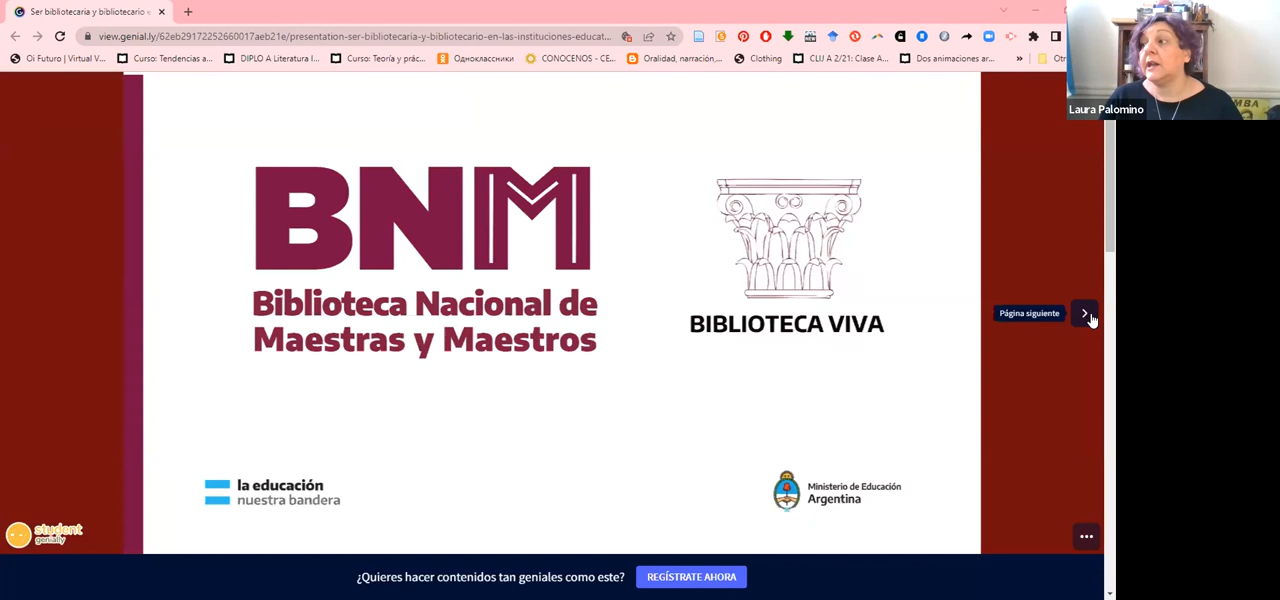 Ser bibliotecaria y bibliotecario e
view.genial.ly/62eb29172252660017aeb21e/presentation-ser-bibliotecaria-y-bibliotecario-en-las-instituciones-educat...
Oi Futuro | Virtual V...
Curso: Tendencias a...
DIPLO A Literatura I...
Curso: Teoría y prác...
Одноклассники
CONOCENOS - CE...
Oralidad, narración,...
Clothing
CLIJ A 2/21: Clase A...
Dos animaciones ar...
»
Otr
Laura Palomino
BNM
Biblioteca Nacional de
Maestras y Maestros
BIBLIOTECA VIVA
Página siguiente
la educación
nuestra bandera
Ministerio de Educación
Argentina
student
genially
¿Quieres hacer contenidos tan geniales como este?
REGÍSTRATE AHORA